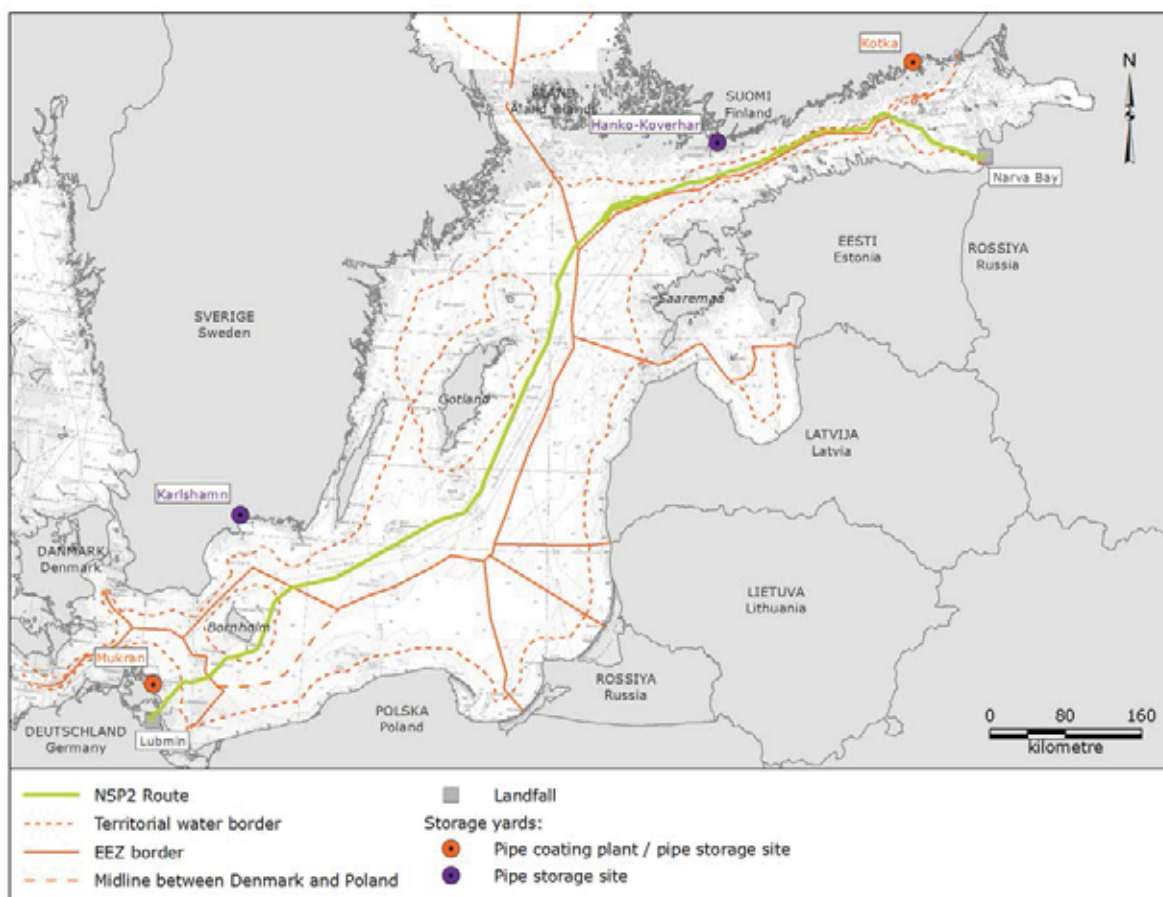 Kotka
N
ÅLAND
Åland Islands
SUOMI
Finland
Hanko-Koverhar
Narva Bay
EESTI
Estonia
ROSSIYA
Russia
SVERIGE
Sweden
Saaremaa
Gotland
LATVIJA
Latvia
Karlshamn
DANMARK
Denmark
LIETUVA
Lithuania
Bornholm
Mukran
ROSSIYA
Russia
POLSKA
Poland
DEUTSCHLAND
Germany
Lubmin
0 80 160
kilometre
NSP2 Route
Territorial water border
EEZ border
Midline between Denmark and Poland
Landfall
Storage yards:
Pipe coating plant / pipe storage site
Pipe storage site